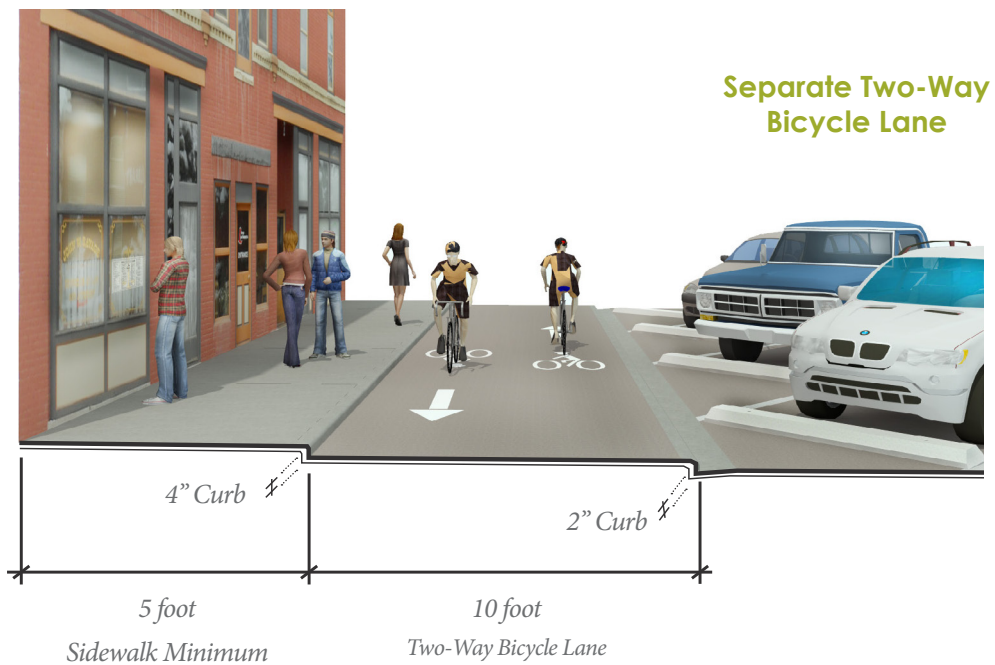 Separate Two-Way
Bicycle Lane
4” Curb
2” Curb
5 foot
Sidewalk Minimum
10 foot
Two-Way Bicycle Lane